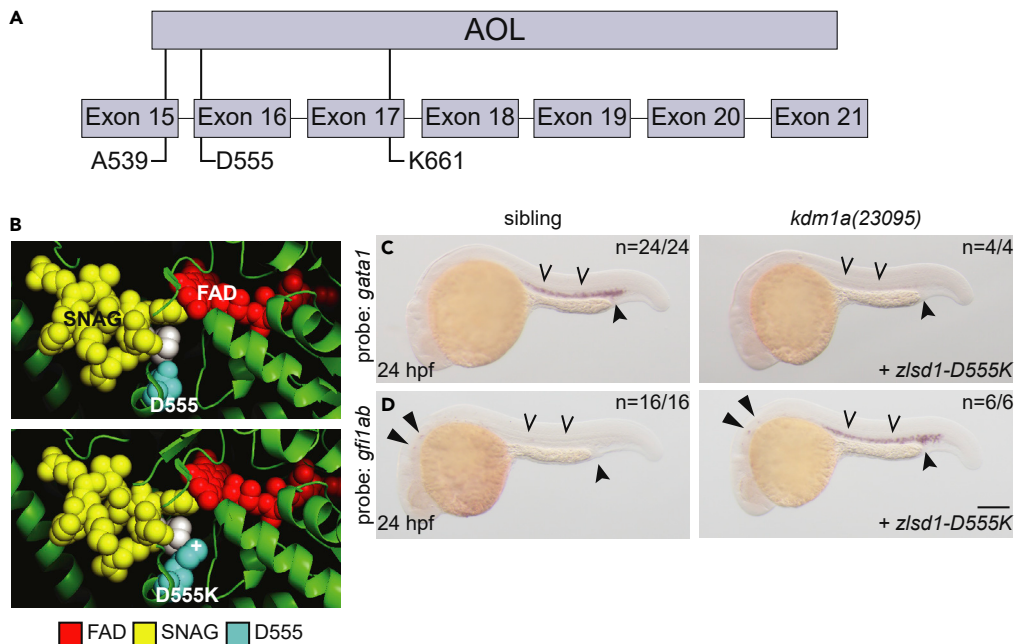 A
AOL
Exon 15 Exon 16 Exon 17 Exon 18 Exon 19 Exon 20 Exon 21
A539 D555 K661
B
SNAG FAD
D555
+
D555K
FAD SNAG D555
sibling kdm1a(23095)
probe: gata1
C n=24/24 n=4/4
24 hpf + zlsd1-D555K
probe: gfi1ab
D n=16/16 n=6/6
24 hpf + zlsd1-D555K